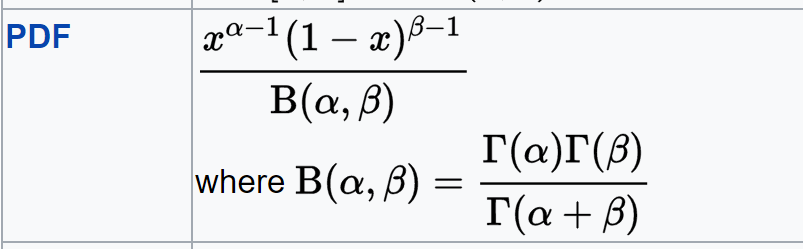 PDF
x^{α−1}(1 − x)^{β−1} / B(α, β)
where B(α, β) = Γ(α)Γ(β) / Γ(α + β)